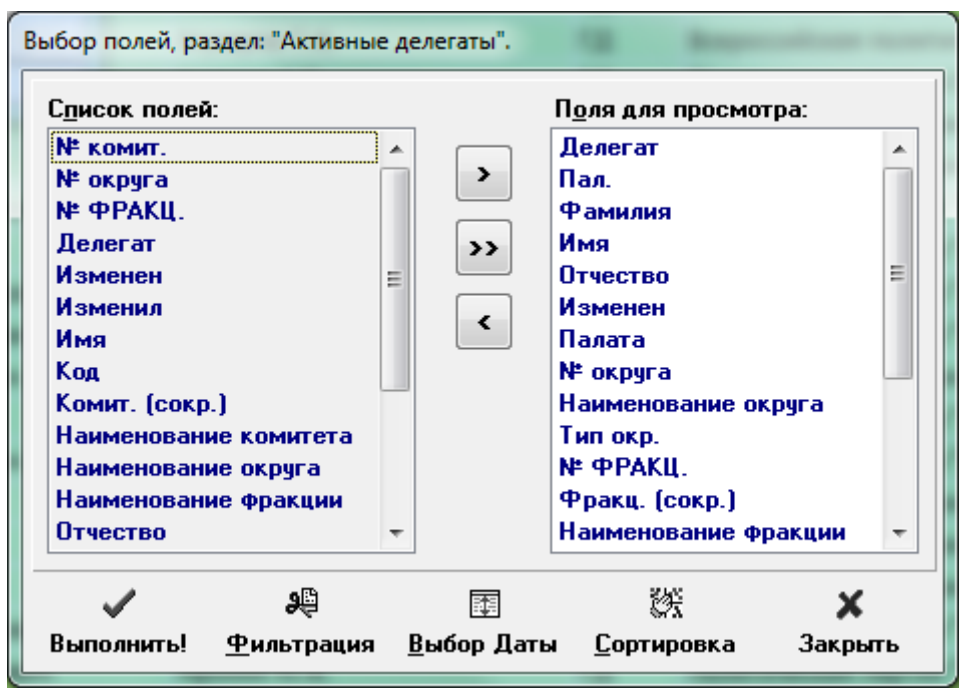 Выбор полей, раздел: "Активные делегаты".
Список полей:
№ комит.
№ округа
№ ФРАКЦ.
Делегат
Изменен
Изменил
Имя
Код
Комит. (сокр.)
Наименование комитета
Наименование округа
Наименование фракции
Отчество
>
>>
<
Поля для просмотра:
Делегат
Пал.
Фамилия
Имя
Отчество
Изменен
Палата
№ округа
Наименование округа
Тип окр.
№ ФРАКЦ.
Фракц. (сокр.)
Наименование фракции
Выполнить! Фильтрация Выбор Даты Сортировка Закрыть